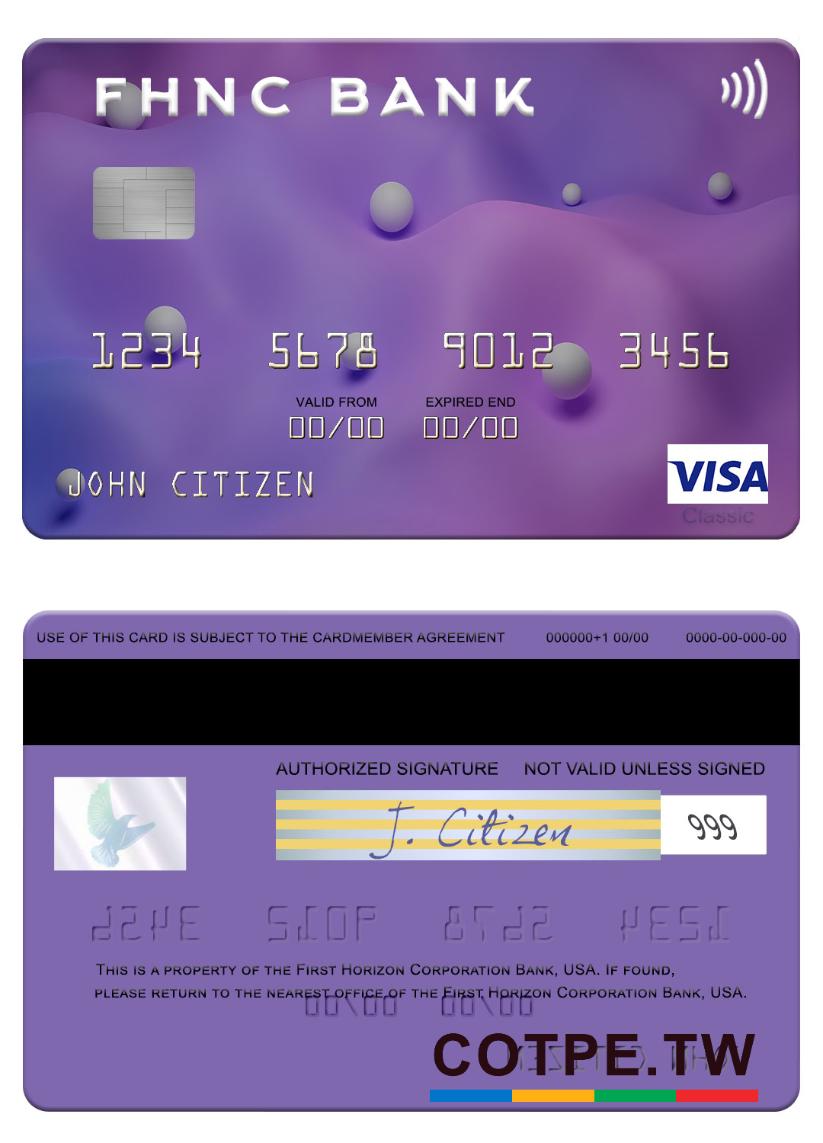 FHNC BANK
1234 5678 9012 3456
VALID FROM EXPIRED END
00/00 00/00
JOHN CITIZEN
VISA
Classic
USE OF THIS CARD IS SUBJECT TO THE CARDMEMBER AGREEMENT 000000+1 00/00 0000-00-000-00
AUTHORIZED SIGNATURE NOT VALID UNLESS SIGNED
J. Citizen 999
THIS IS A PROPERTY OF THE FIRST HORIZON CORPORATION BANK, USA. IF FOUND,
PLEASE RETURN TO THE NEAREST OFFICE OF THE FIRST HORIZON CORPORATION BANK, USA.
COTPE.TW